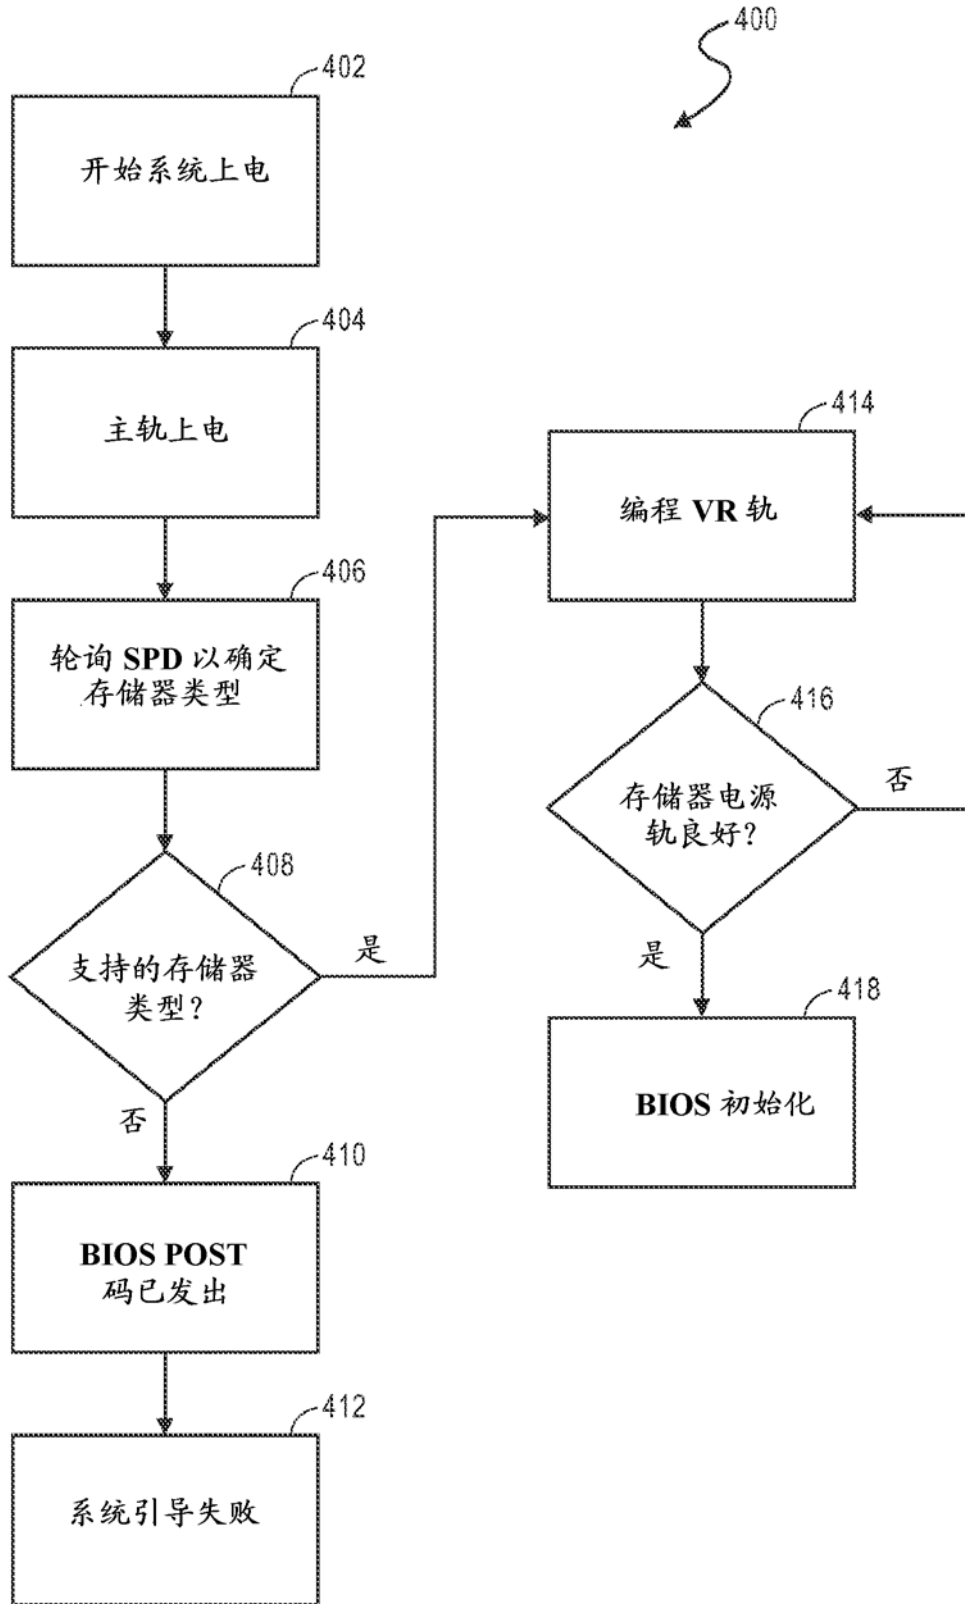 400
402
开始系统上电
404
主轨上电
406
轮询 SPD 以确定
存储器类型
408
支持的存储器
类型？
是
否
410
BIOS POST
码已发出
412
系统引导失败
414
编程 VR 轨
416
存储器电源
轨良好？
否
是
418
BIOS 初始化